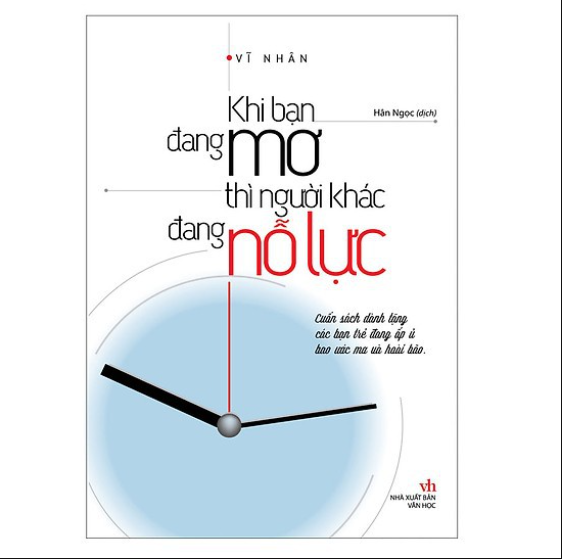 VĨ NHÂN
Khi bạn
Hân Ngọc (dịch)
đang mơ
thì người khác
đang nỗ lực
Cuốn sách dành tặng
các bạn trẻ đang ấp ủ
bao ước mơ và hoài bão.
vh
NHÀ XUẤT BẢN
VĂN HỌC